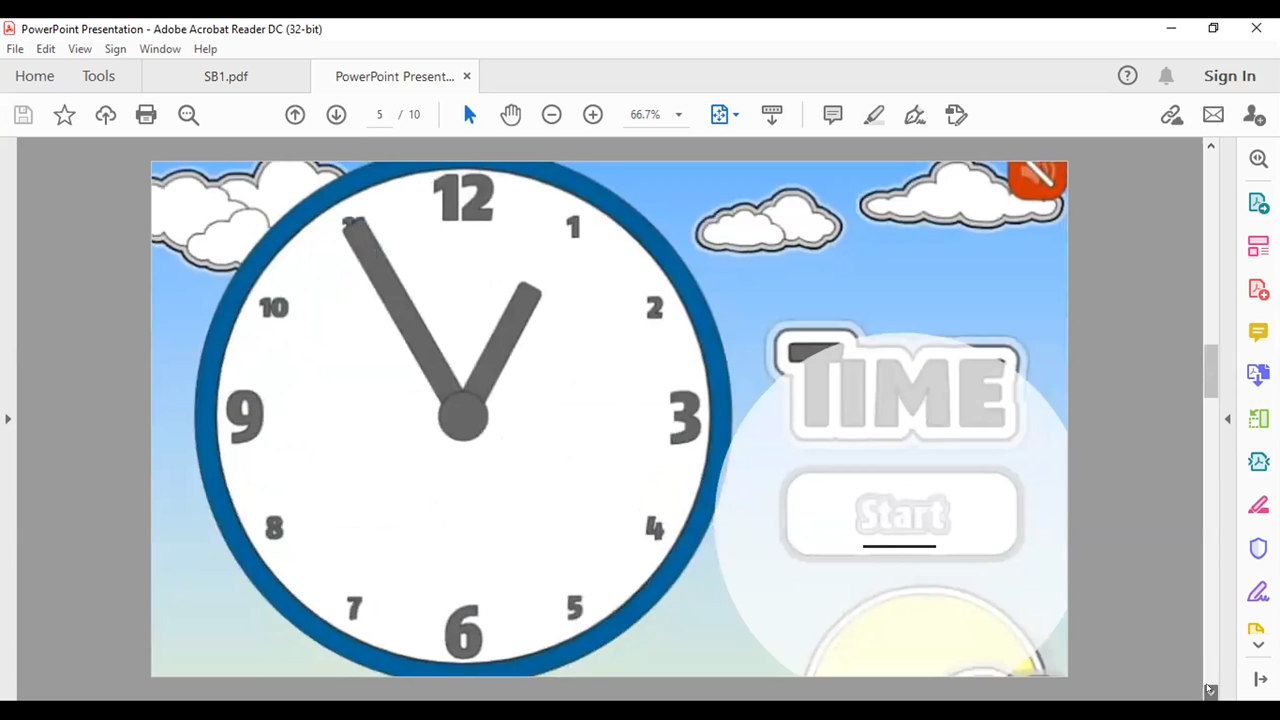 PowerPoint Presentation - Adobe Acrobat Reader DC (32-bit)
File Edit View Sign Window Help
Home Tools SB1.pdf PowerPoint Present... Sign In
5 / 10 66.7%
12
1
10 2
9 3
8 4
7 5
6
TIME
Start